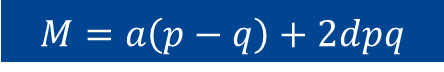 M = a(p − q) + 2dpq